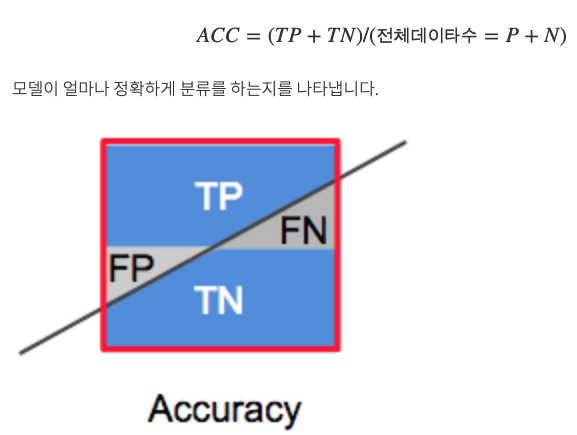 ACC = (TP + TN)/(전체데이타수 = P + N)
모델이 얼마나 정확하게 분류를 하는지를 나타냅니다.
TP
FN
FP
TN
Accuracy